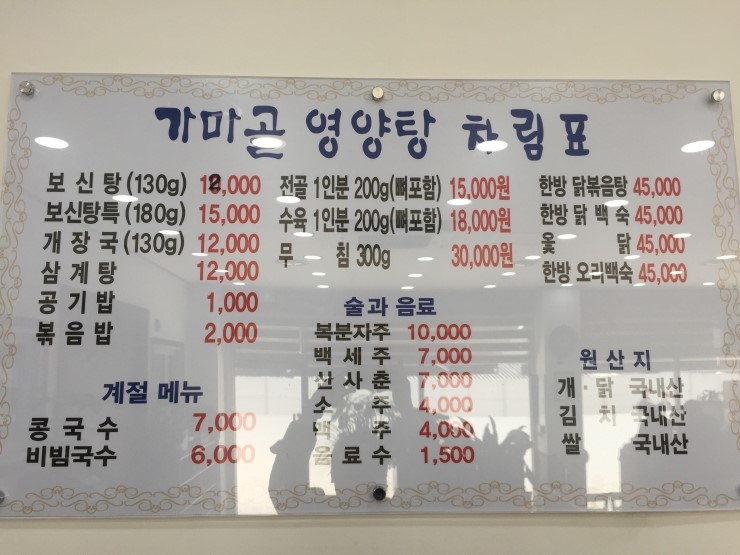 가마골 영양탕 차림표
보신탕(130g) 12,000
보신탕특(180g) 15,000
개장국(130g) 12,000
삼계탕 12,000
공기밥 1,000
볶음밥 2,000
계절 메뉴
콩국수 7,000
비빔국수 6,000
전골 1인분 200g(뼈포함) 15,000원
수육 1인분 200g(뼈포함) 18,000원
무침 300g 30,000원
술과 음료
복분자주 10,000
백세주 7,000
산사춘 7,000
소주 4,000
맥주 4,000
음료수 1,500
한방 닭볶음탕 45,000
한방 닭백숙 45,000
옻닭 45,000
한방 오리백숙 45,000
원산지
개·닭 국내산
김치 국내산
쌀 국내산